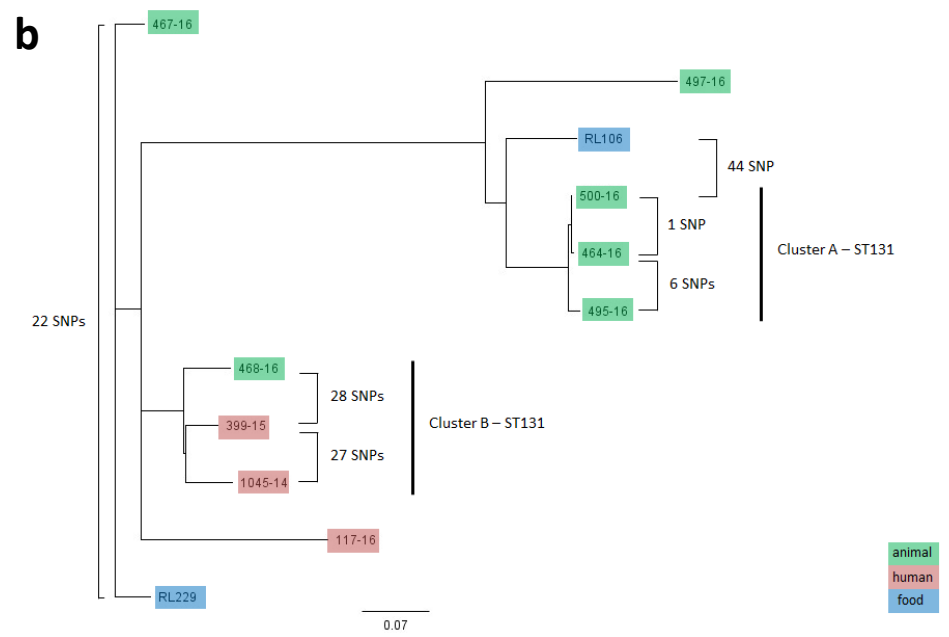 b
467-16
497-16
RL106
44 SNP
500-16
1 SNP
464-16
Cluster A – ST131
6 SNPs
495-16
22 SNPs
468-16
28 SNPs
399-15
Cluster B – ST131
27 SNPs
1045-14
117-16
animal
human
food
RL229
0.07